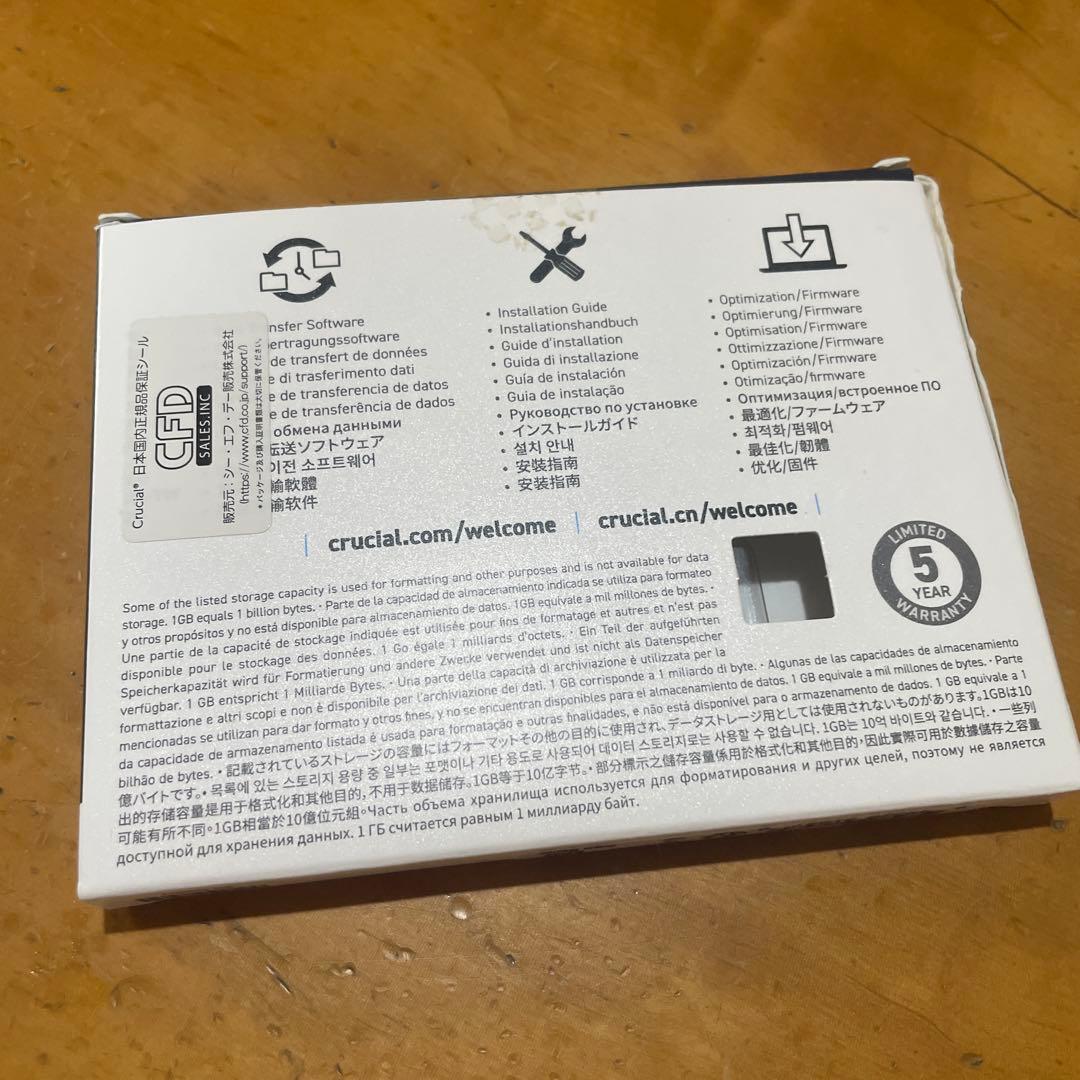 Crucial® 日本国内正規品保証シール
CFD
SALES.INC
販売元：シー・エフ・デー販売株式会社
(https://www.cfd.co.jp/support/)
*パッケージ及び購入証明書類は大切に保管ください。
nsfer Software
ertragungssoftware
de transfert de données
e di trasferimento dati
e de transferencia de datos
e de transferência de dados
обмена данными
転送ソフトウェア
이전 소프트웨어
輸軟體
输软件
• Installation Guide
• Installationshandbuch
• Guide d'installation
• Guida di installazione
• Guía de instalación
• Guia de instalação
• Руководство по установке
• インストールガイド
• 설치 안내
• 安裝指南
• 安装指南
• Optimization/Firmware
• Optimierung/Firmware
• Optimisation/Firmware
• Ottimizzazione/Firmware
• Optimización/Firmware
• Otimização/firmware
• Оптимизация/встроенное ПО
• 最適化/ファームウェア
• 최적화/펌웨어
• 最佳化/韌體
• 优化/固件
crucial.com/welcome
crucial.cn/welcome
LIMITED
5
YEAR
WARRANTY
Some of the listed storage capacity is used for formatting and other purposes and is not available for data
storage. 1GB equals 1 billion bytes. • Parte de la capacidad de almacenamiento indicada se utiliza para formateo
y otros propósitos y no está disponible para almacenamiento de datos. 1GB equivale a mil millones de bytes. •
Une partie de la capacité de stockage indiquée est utilisée pour fins de formatage et autres et n'est pas
disponible pour le stockage des données. 1 Go égale 1 milliards d'octets. • Ein Teil der aufgeführten
Speicherkapazität wird für Formatierung und andere Zwecke verwendet und ist nicht als Datenspeicher
verfügbar. 1 GB entspricht 1 Milliarde Bytes. • Una parte della capacità di archiviazione è utilizzata per la
formattazione e altri scopi e non è disponibile per l'archiviazione dei dati. 1 GB corrisponde a 1 miliardo di byte. • Algunas de las capacidades de almacenamiento
mencionadas se utilizan para dar formato y otros fines, y no se encuentran disponibles para el almacenamiento de datos. 1 GB equivale a mil millones de bytes. • Parte
da capacidade de armazenamento listada é usada para formatação e outras finalidades, e não está disponível para o armazenamento de dados. 1 GB equivale a 1
bilhão de bytes. • 記載されているストレージの容量にはフォーマットその他の目的に使用され、データストレージ用としては使用されないものがあります。1GBは10
億バイトです。• 목록에 있는 스토리지 용량 중 일부는 포맷이나 기타 용도로 사용되어 데이터 스토리지로는 사용할 수 없습니다. 1GB는 10억 바이트와 같습니다. • 一些列
出的存储容量是用于格式化和其他目的，不用于数据储存。1GB等于10亿字节。• 部分標示之儲存容量係用於格式化和其他目的，因此實際可用於數據儲存之容量
可能有所不同。1GB相當於10億位元組。•Часть объема хранилища используется для форматирования и других целей, поэтому не является
доступной для хранения данных. 1 ГБ считается равным 1 миллиарду байт.